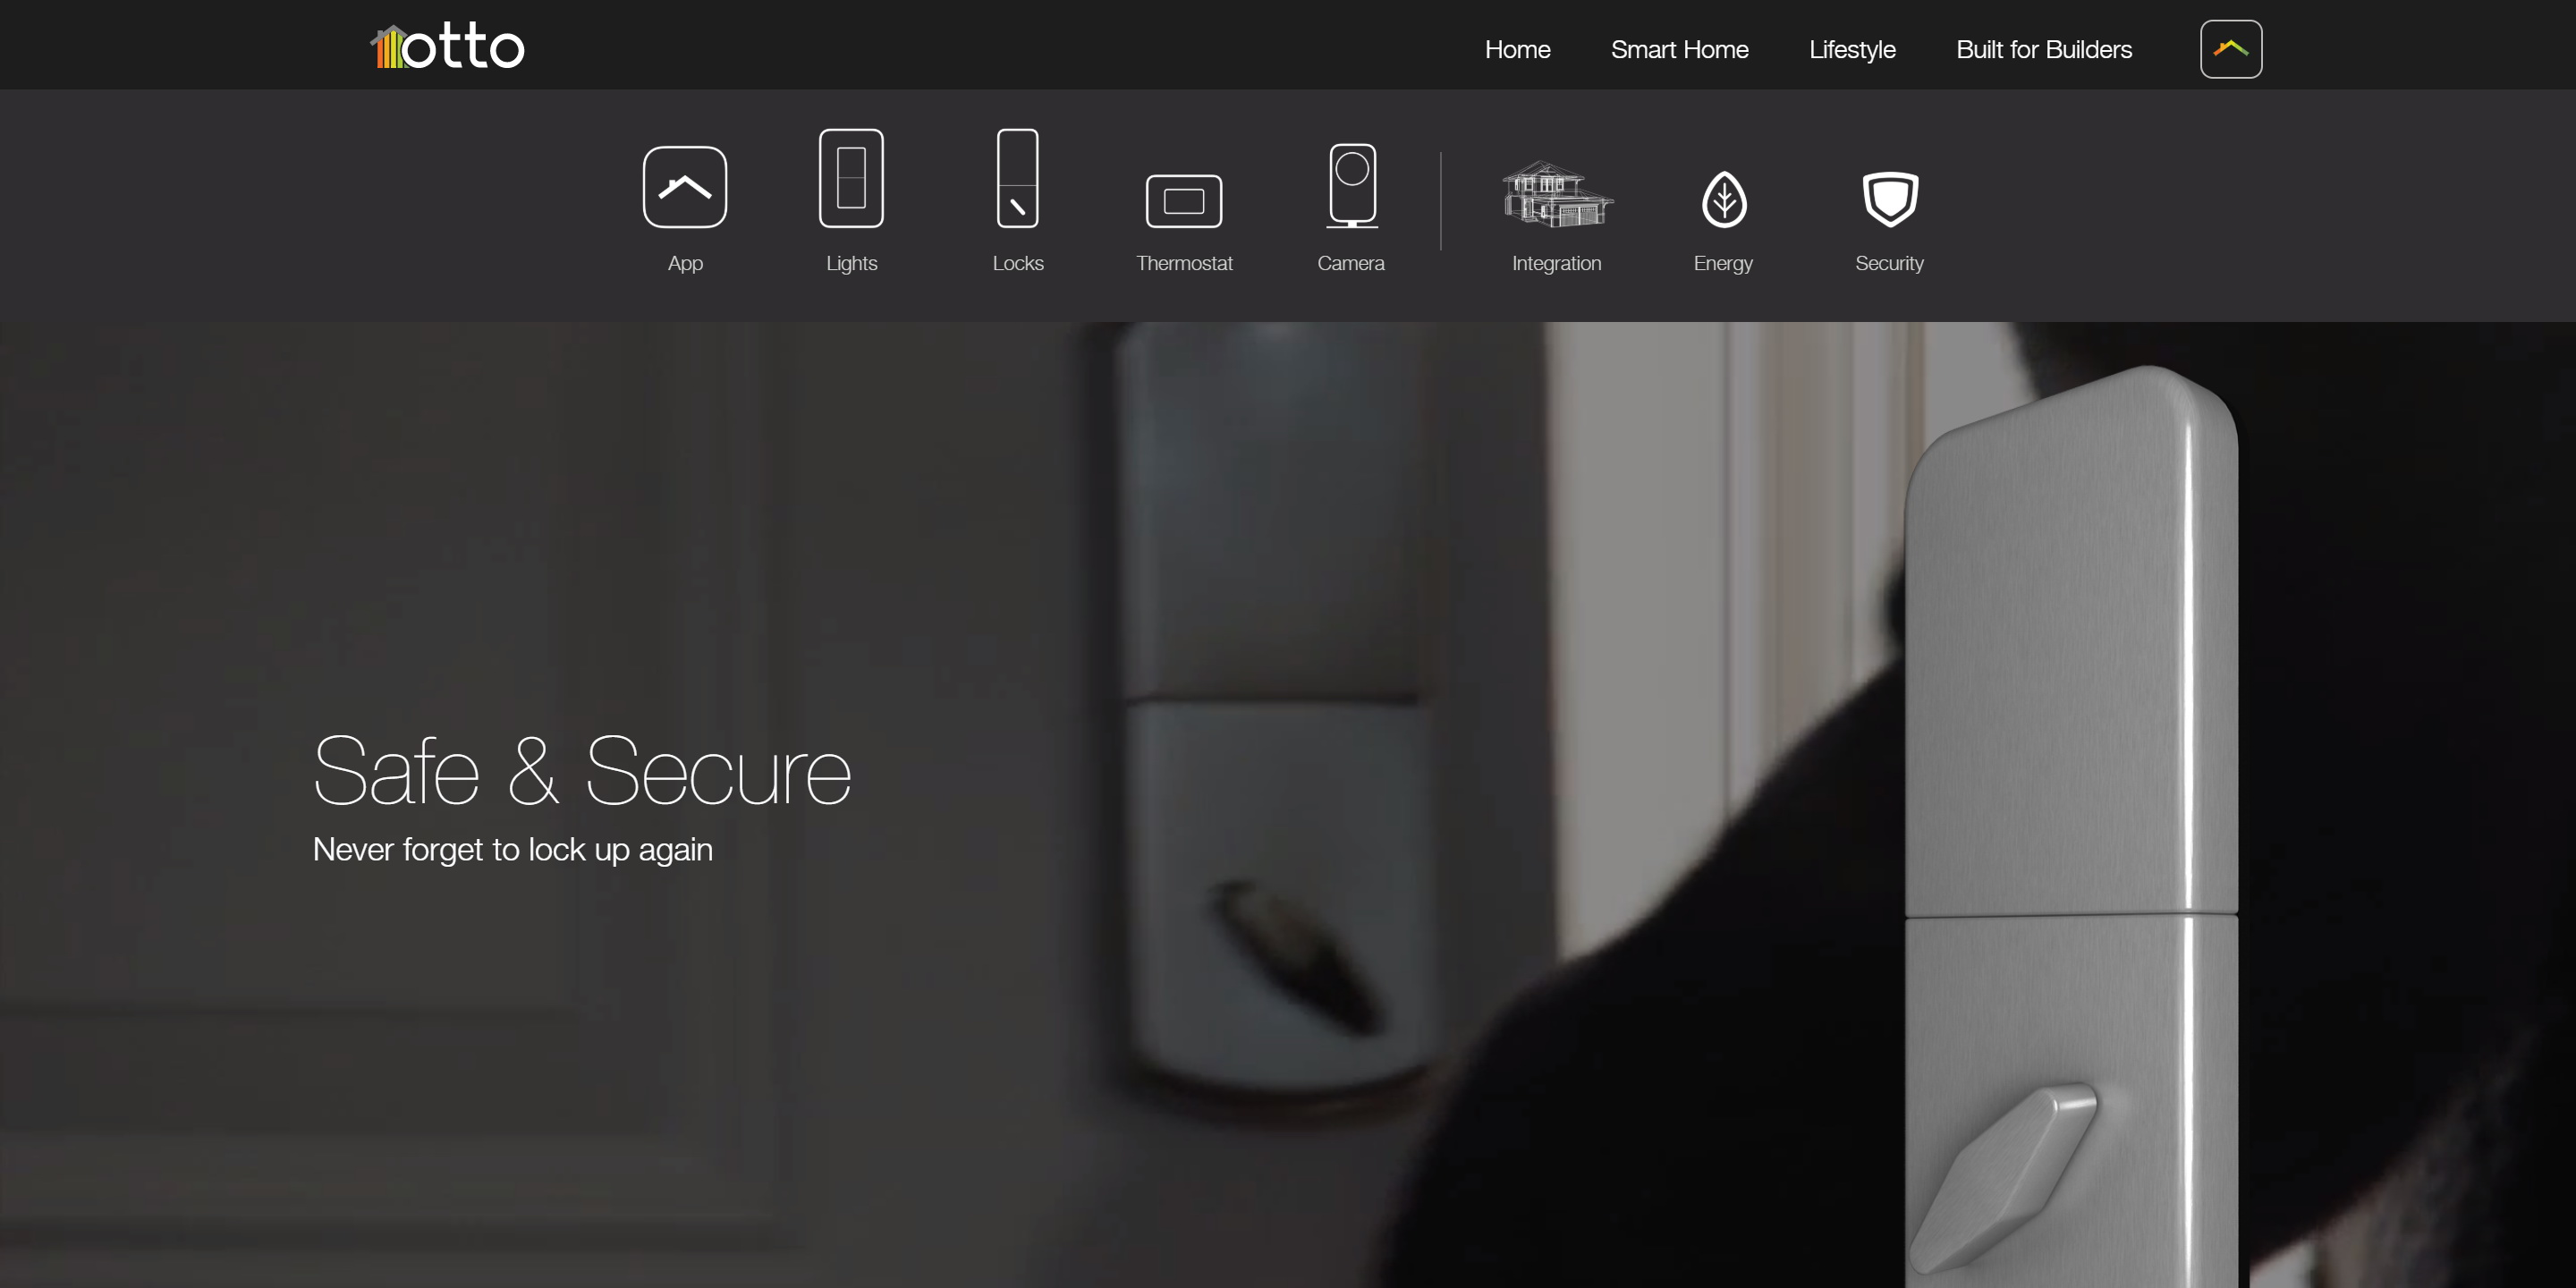 otto
Home Smart Home Lifestyle Built for Builders
App Lights Locks Thermostat Camera Integration Energy Security
Safe & Secure
Never forget to lock up again